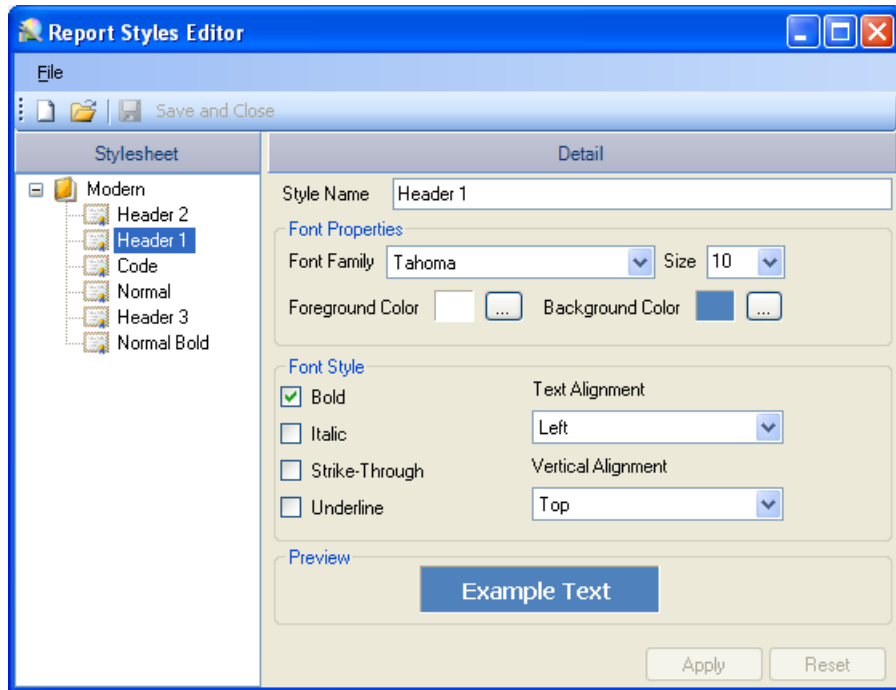 Report Styles Editor
File
Save and Close
Stylesheet
Detail
Modern
Header 2
Header 1
Code
Normal
Header 3
Normal Bold
Style Name Header 1
Font Properties
Font Family Tahoma Size 10
Foreground Color ... Background Color ...
Font Style
Bold
Italic
Strike-Through
Underline
Text Alignment
Left
Vertical Alignment
Top
Preview
Example Text
Apply Reset